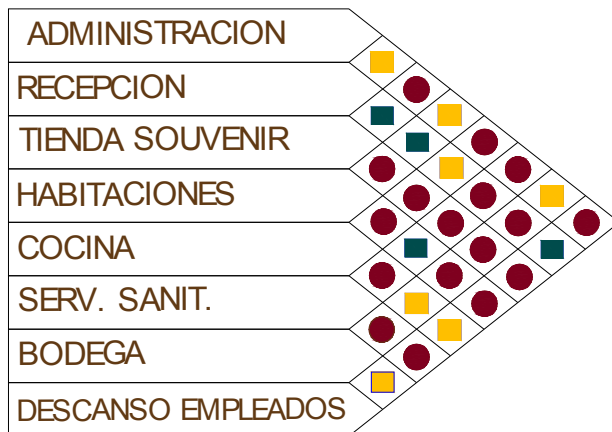 ADMINISTRACION
RECEPCION
TIENDA SOUVENIR
HABITACIONES
COCINA
SERV. SANIT.
BODEGA
DESCANSO EMPLEADOS